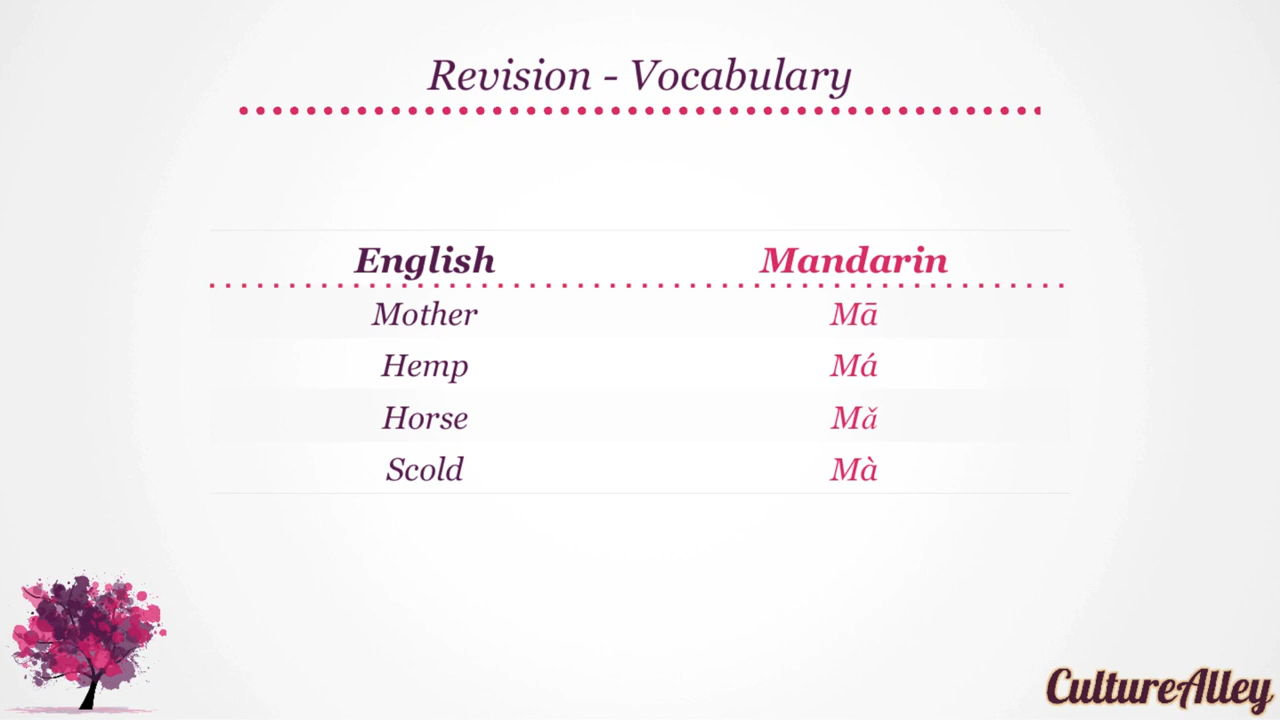 Revision - Vocabulary
English Mandarin
Mother Mā
Hemp Má
Horse Mǎ
Scold Mà
CultureAlley